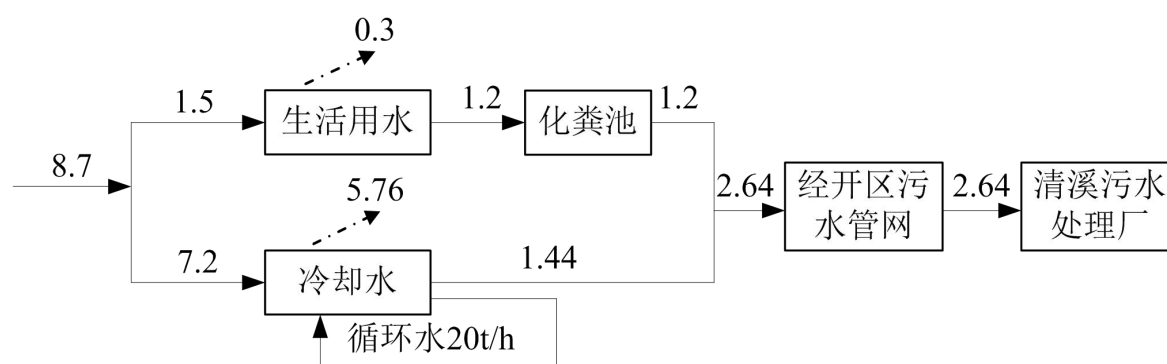 0.3
1.5
生活用水
1.2
化粪池
1.2
8.7
5.76
2.64
经开区污
水管网
2.64
清溪污水
处理厂
7.2
冷却水
1.44
循环水20t/h